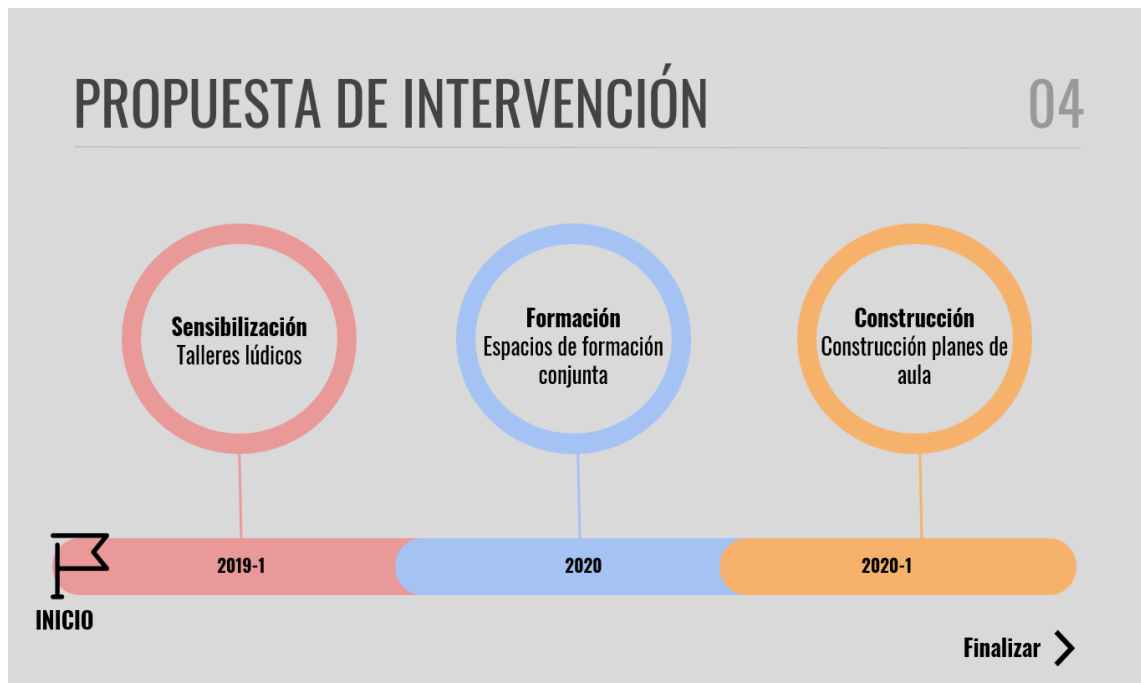 PROPUESTA DE INTERVENCIÓN
04
Sensibilización
Talleres lúdicos
Formación
Espacios de formación
conjunta
Construcción
Construcción planes de
aula
2019-1
2020
2020-1
INICIO
Finalizar